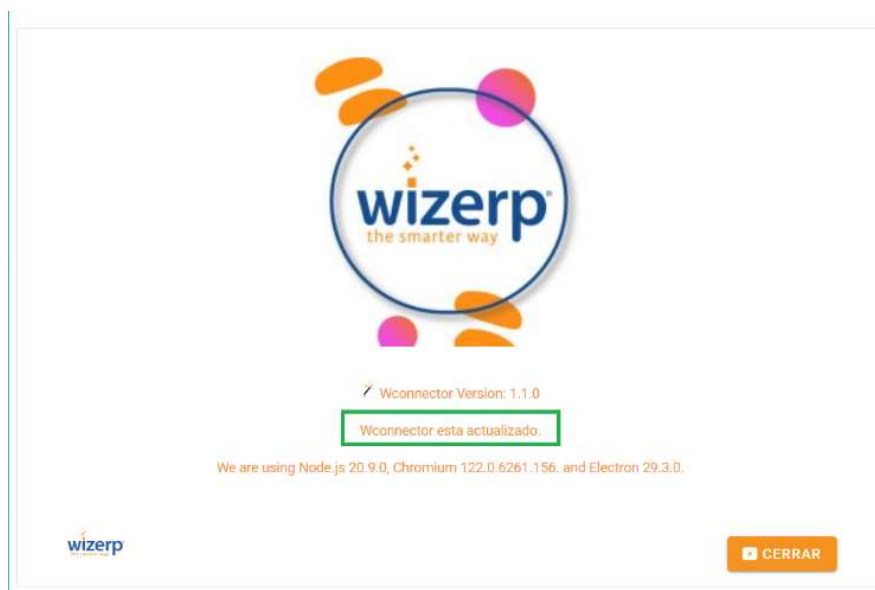 wizerp
the smarter way
Wconnector Version: 1.1.0
Wconnector esta actualizado.
We are using Node.js 20.9.0, Chromium 122.0.6261.156. and Electron 29.3.0.
wizerp
CERRAR